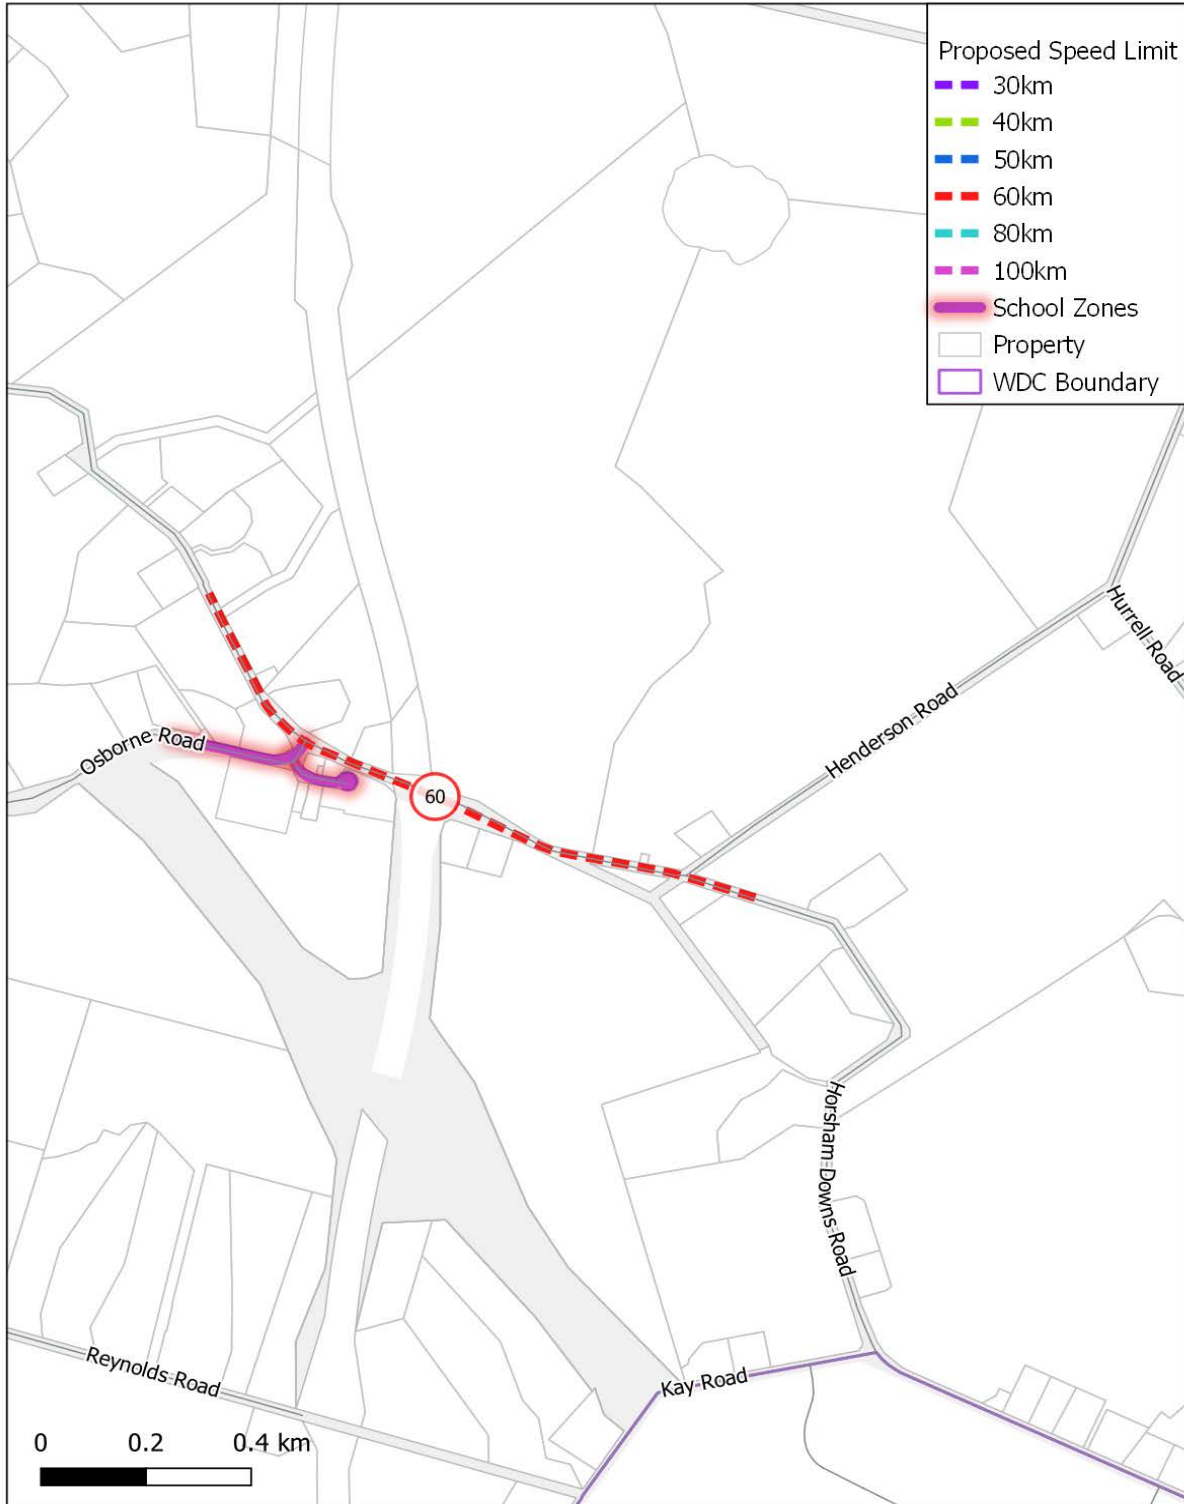 Proposed Speed Limit
30km
40km
50km
60km
80km
100km
School Zones
Property
WDC Boundary
Hurrell Road
Henderson Road
Osborne Road
60
Horsham Downs Road
Reynolds Road
Kay Road
0 0.2 0.4 km